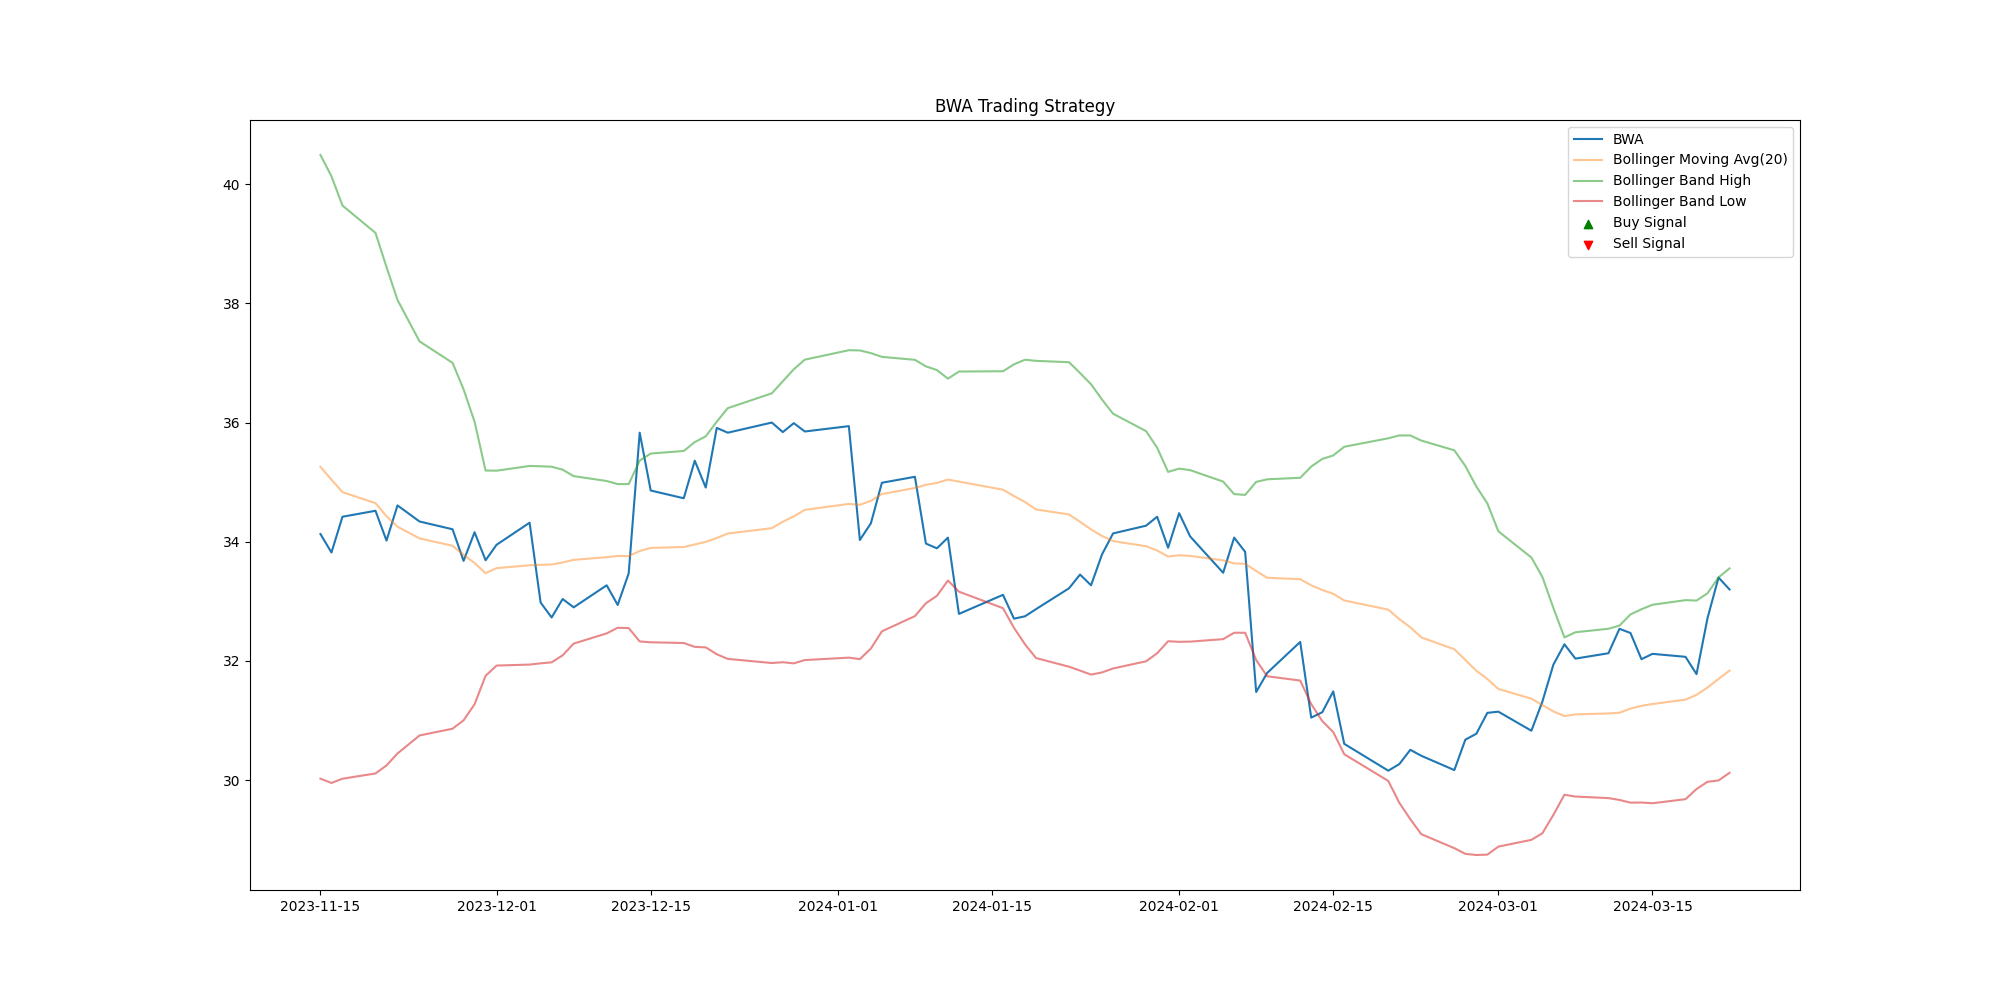 BWA Trading Strategy
BWA
Bollinger Moving Avg(20)
Bollinger Band High
Bollinger Band Low
Buy Signal
Sell Signal
40
38
36
34
32
30
2023-11-15
2023-12-01
2023-12-15
2024-01-01
2024-01-15
2024-02-01
2024-02-15
2024-03-01
2024-03-15